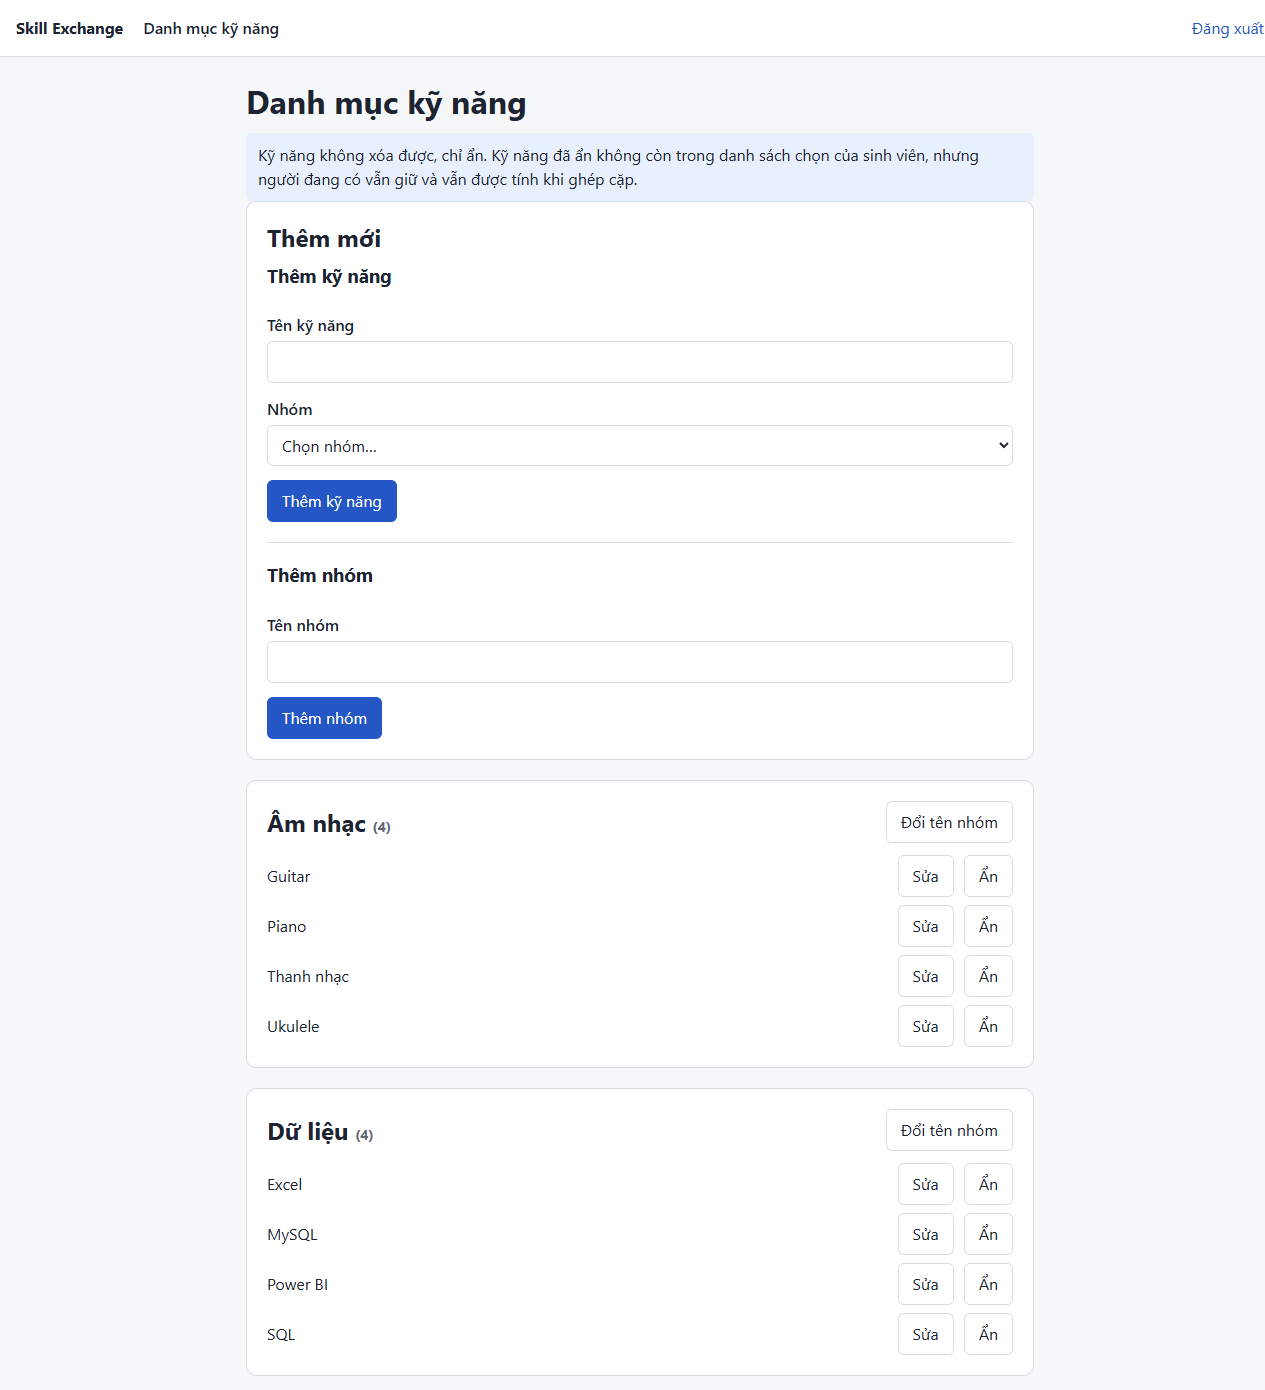 Skill Exchange Danh mục kỹ năng Đăng xuất
Danh mục kỹ năng
Kỹ năng không xóa được, chỉ ẩn. Kỹ năng đã ẩn không còn trong danh sách chọn của sinh viên, nhưng
người đang có vẫn giữ và vẫn được tính khi ghép cặp.
Thêm mới
Thêm kỹ năng
Tên kỹ năng
Nhóm
Chọn nhóm...
Thêm kỹ năng
Thêm nhóm
Tên nhóm
Thêm nhóm
Âm nhạc (4) Đổi tên nhóm
Guitar Sửa Ẩn
Piano Sửa Ẩn
Thanh nhạc Sửa Ẩn
Ukulele Sửa Ẩn
Dữ liệu (4) Đổi tên nhóm
Excel Sửa Ẩn
MySQL Sửa Ẩn
Power BI Sửa Ẩn
SQL Sửa Ẩn